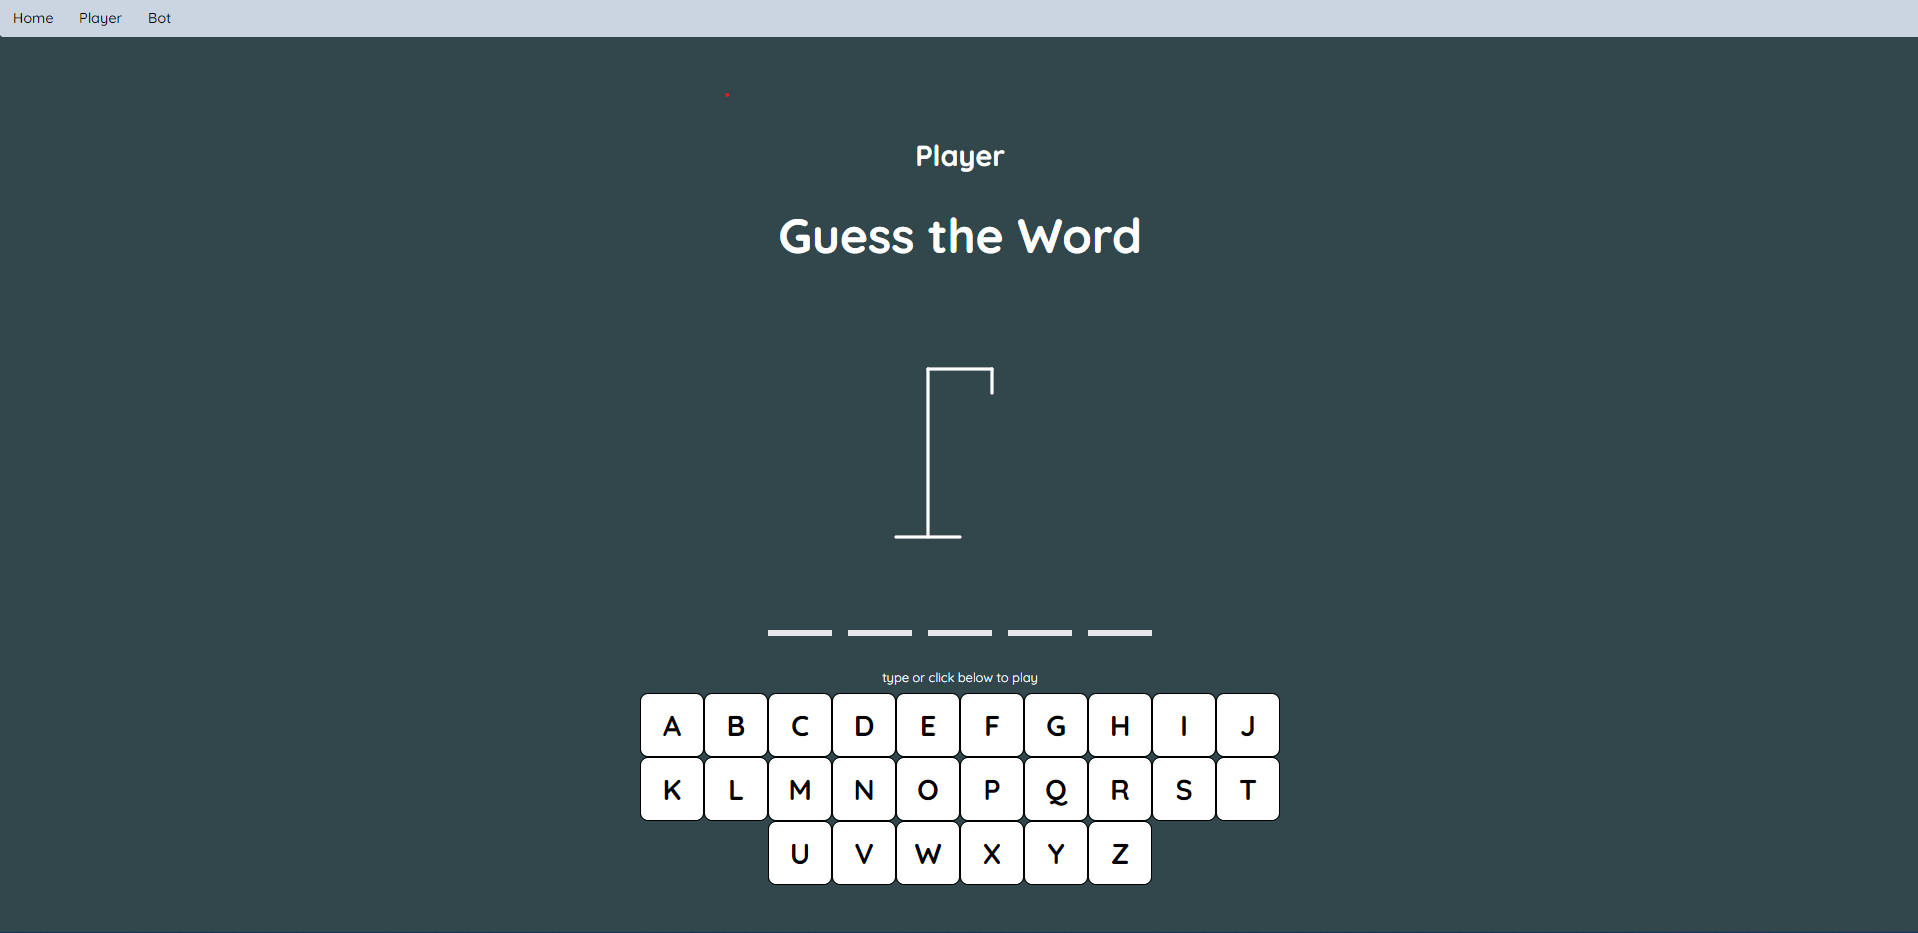 Home Player Bot
Player
Guess the Word
type or click below to play
A B C D E F G H I J
K L M N O P Q R S T
U V W X Y Z